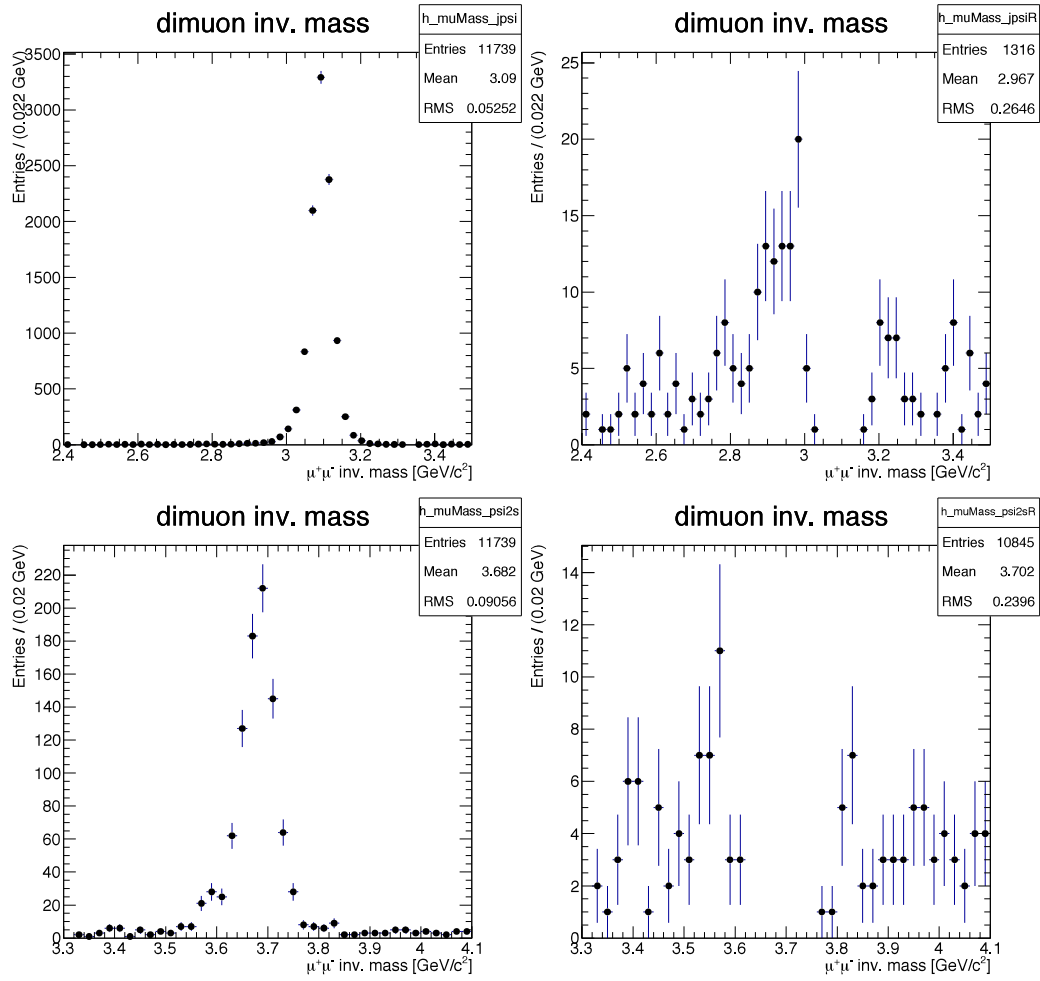 dimuon inv. mass
h_muMass_jpsi
Entries 11739
Mean 3.09
RMS 0.05252
Entries / (0.022 GeV)
3500
3000
2500
2000
1500
1000
500
0
2.4 2.6 2.8 3 3.2 3.4
μ⁺μ⁻ inv. mass [GeV/c²]
dimuon inv. mass
h_muMass_jpsiR
Entries 1316
Mean 2.967
RMS 0.2646
Entries / (0.022 GeV)
25
20
15
10
5
0
2.4 2.6 2.8 3 3.2 3.4
μ⁺μ⁻ inv. mass [GeV/c²]
dimuon inv. mass
h_muMass_psi2s
Entries 11739
Mean 3.682
RMS 0.09056
Entries / (0.02 GeV)
220
200
180
160
140
120
100
80
60
40
20
0
3.3 3.4 3.5 3.6 3.7 3.8 3.9 4 4.1
μ⁺μ⁻ inv. mass [GeV/c²]
dimuon inv. mass
h_muMass_psi2sR
Entries 10845
Mean 3.702
RMS 0.2396
Entries / (0.02 GeV)
14
12
10
8
6
4
2
0
3.3 3.4 3.5 3.6 3.7 3.8 3.9 4 4.1
μ⁺μ⁻ inv. mass [GeV/c²]